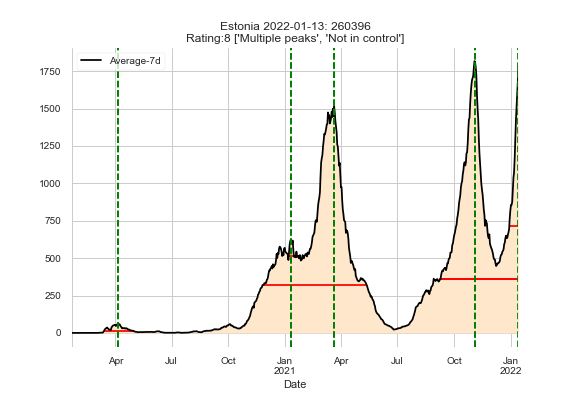 Estonia 2022-01-13: 260396
Rating:8 ['Multiple peaks', 'Not in control']
Average-7d
1750
1500
1250
1000
750
500
250
0
Apr Jul Oct Jan Apr Jul Oct Jan
2021 2022
Date